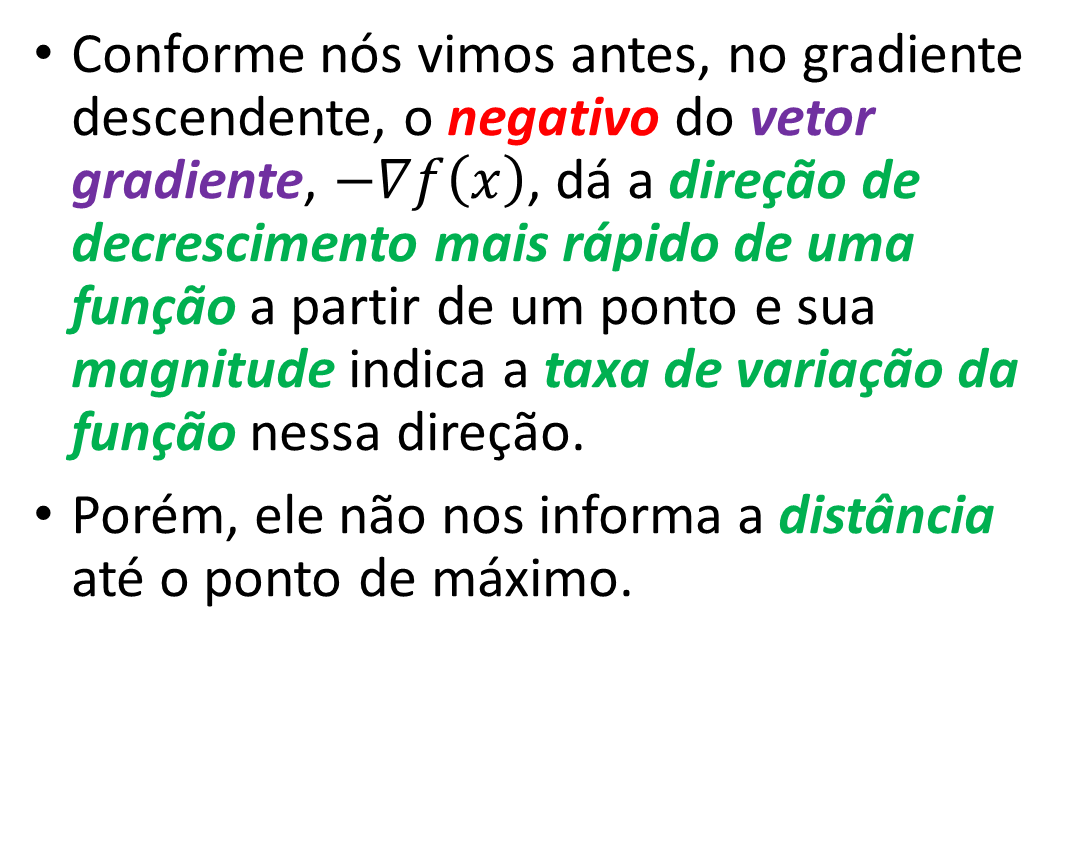 • Conforme nós vimos antes, no gradiente
descendente, o negativo do vetor
gradiente, −∇f(x), dá a direção de
decrescimento mais rápido de uma
função a partir de um ponto e sua
magnitude indica a taxa de variação da
função nessa direção.
• Porém, ele não nos informa a distância
até o ponto de máximo.